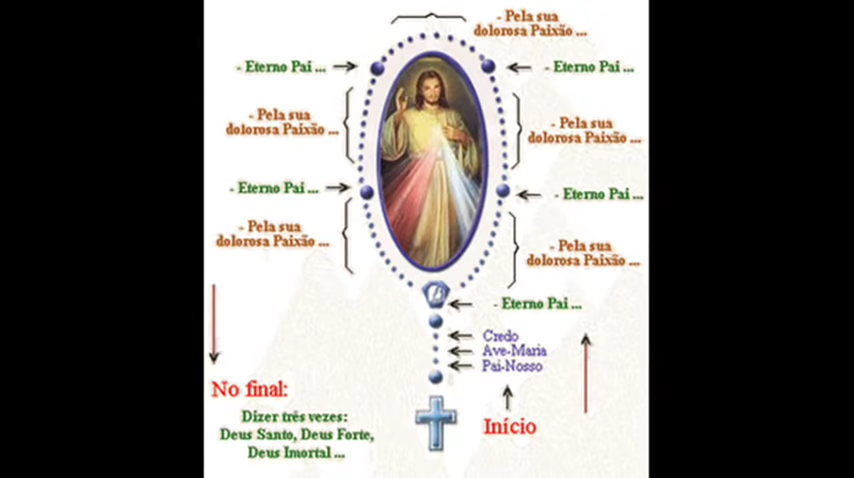 - Pela sua
dolorosa Paixão ...
- Eterno Pai ...
- Eterno Pai ...
- Pela sua
dolorosa Paixão ...
- Pela sua
dolorosa Paixão ...
- Eterno Pai ...
- Eterno Pai ...
- Pela sua
dolorosa Paixão ...
- Pela sua
dolorosa Paixão ...
- Eterno Pai ...
Credo
Ave-Maria
Pai-Nosso
No final:
Dizer três vezes:
Deus Santo, Deus Forte,
Deus Imortal ...
Início